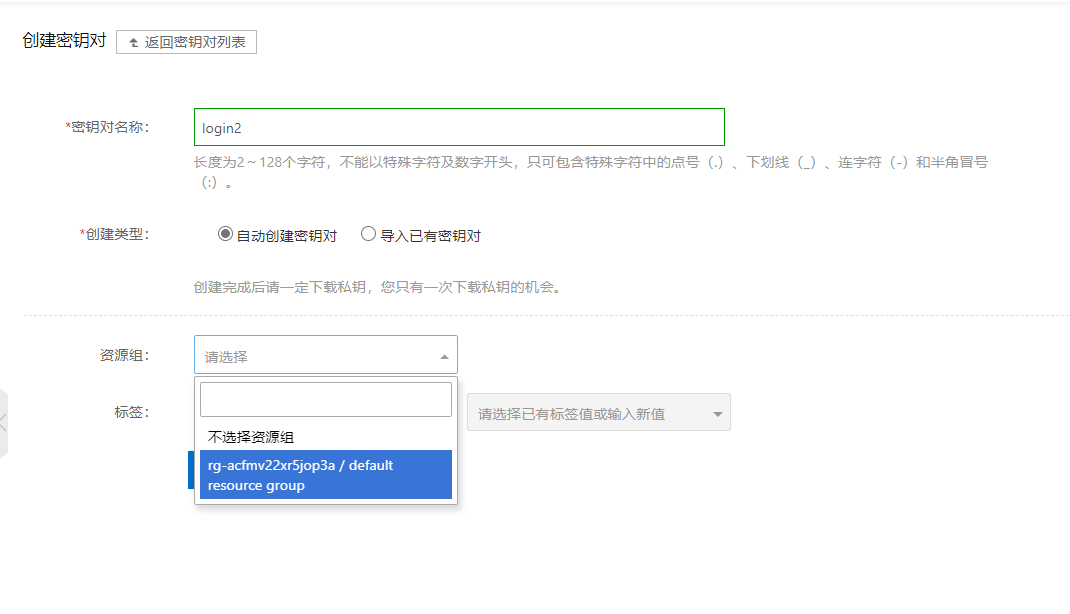 创建密钥对 返回密钥对列表
*密钥对名称： login2
长度为2～128个字符，不能以特殊字符及数字开头，只可包含特殊字符中的点号（.）、下划线（_）、连字符（-）和半角冒号
（:）。
*创建类型： 自动创建密钥对 导入已有密钥对
创建完成后请一定下载私钥，您只有一次下载私钥的机会。
资源组： 请选择
标签： 请选择已有标签值或输入新值
不选择资源组
rg-acfmv22xr5jop3a / default
resource group